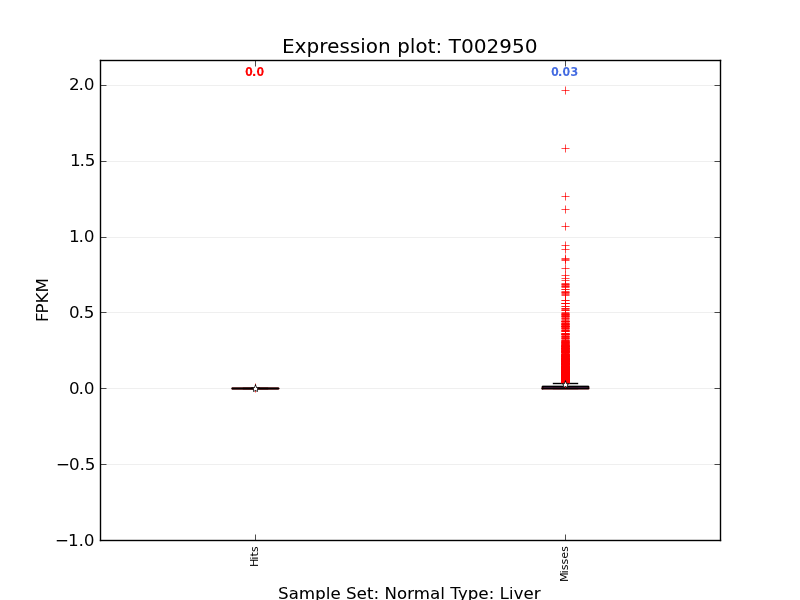 Expression plot: T002950
0.0
0.03
2.0
1.5
1.0
0.5
0.0
−0.5
−1.0
FPKM
Hits
Misses
Sample Set: Normal Type: Liver